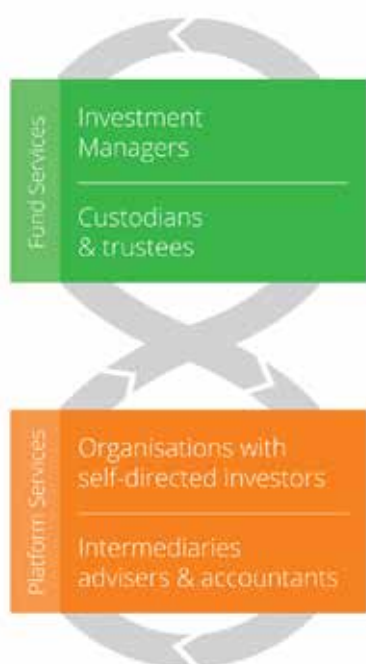 Fund Services
Investment
Managers
Custodians
& trustees
Platform Services
Organisations with
self-directed investors
Intermediaries
advisers & accountants